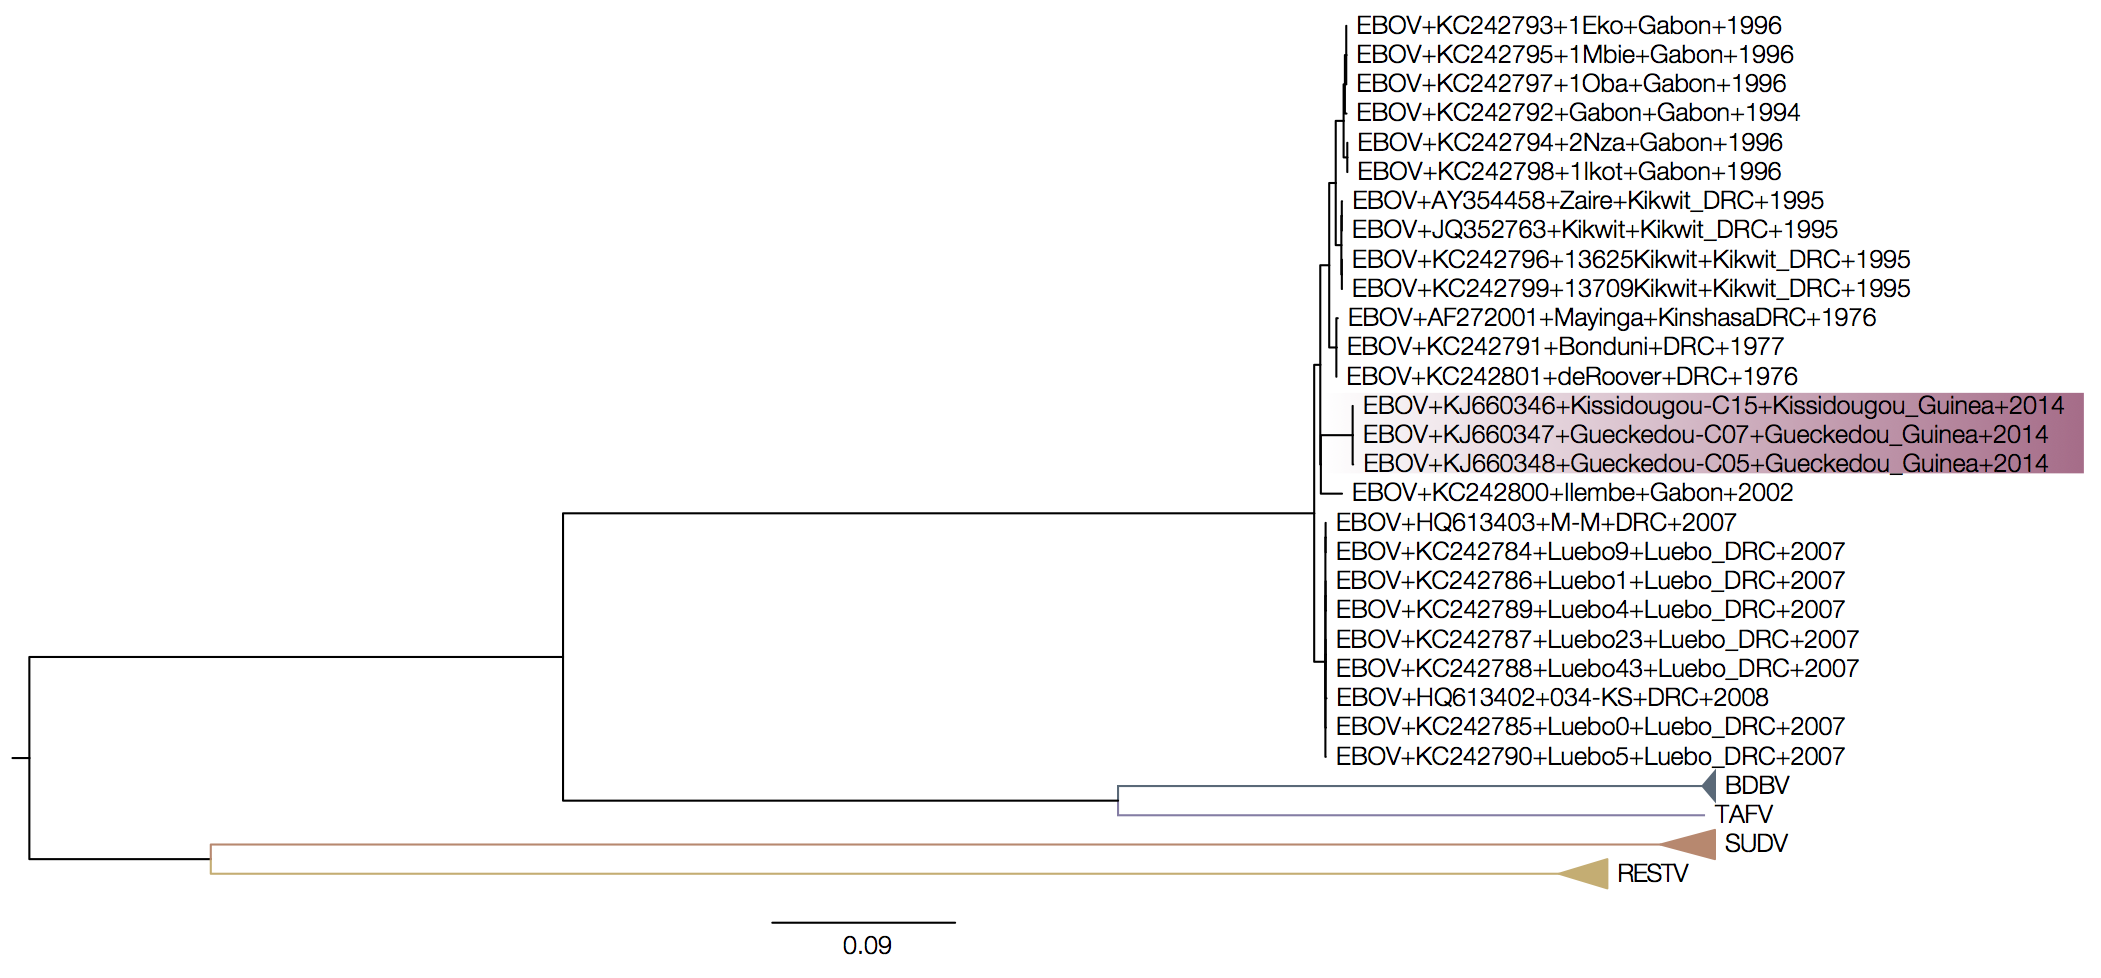 EBOV+KC242793+1Eko+Gabon+1996
EBOV+KC242795+1Mbie+Gabon+1996
EBOV+KC242797+1Oba+Gabon+1996
EBOV+KC242792+Gabon+Gabon+1994
EBOV+KC242794+2Nza+Gabon+1996
EBOV+KC242798+1Ikot+Gabon+1996
EBOV+AY354458+Zaire+Kikwit_DRC+1995
EBOV+JQ352763+Kikwit+Kikwit_DRC+1995
EBOV+KC242796+13625Kikwit+Kikwit_DRC+1995
EBOV+KC242799+13709Kikwit+Kikwit_DRC+1995
EBOV+AF272001+Mayinga+KinshasaDRC+1976
EBOV+KC242791+Bonduni+DRC+1977
EBOV+KC242801+deRoover+DRC+1976
EBOV+KJ660346+Kissidougou-C15+Kissidougou_Guinea+2014
EBOV+KJ660347+Gueckedou-C07+Gueckedou_Guinea+2014
EBOV+KJ660348+Gueckedou-C05+Gueckedou_Guinea+2014
EBOV+KC242800+Ilembe+Gabon+2002
EBOV+HQ613403+M-M+DRC+2007
EBOV+KC242784+Luebo9+Luebo_DRC+2007
EBOV+KC242786+Luebo1+Luebo_DRC+2007
EBOV+KC242789+Luebo4+Luebo_DRC+2007
EBOV+KC242787+Luebo23+Luebo_DRC+2007
EBOV+KC242788+Luebo43+Luebo_DRC+2007
EBOV+HQ613402+034-KS+DRC+2008
EBOV+KC242785+Luebo0+Luebo_DRC+2007
EBOV+KC242790+Luebo5+Luebo_DRC+2007
BDBV
TAFV
SUDV
RESTV
0.09